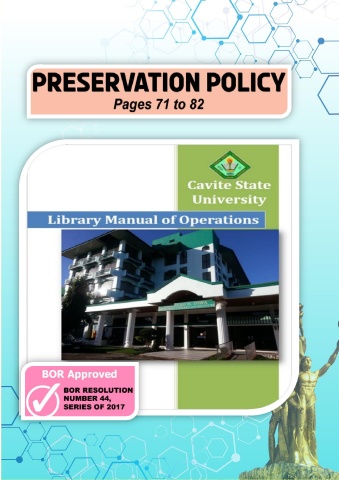 PRESERVATION POLICY
Pages 71 to 82
Cavite State
University
Library Manual of Operations
BOR Approved
BOR RESOLUTION
NUMBER 44,
SERIES OF 2017